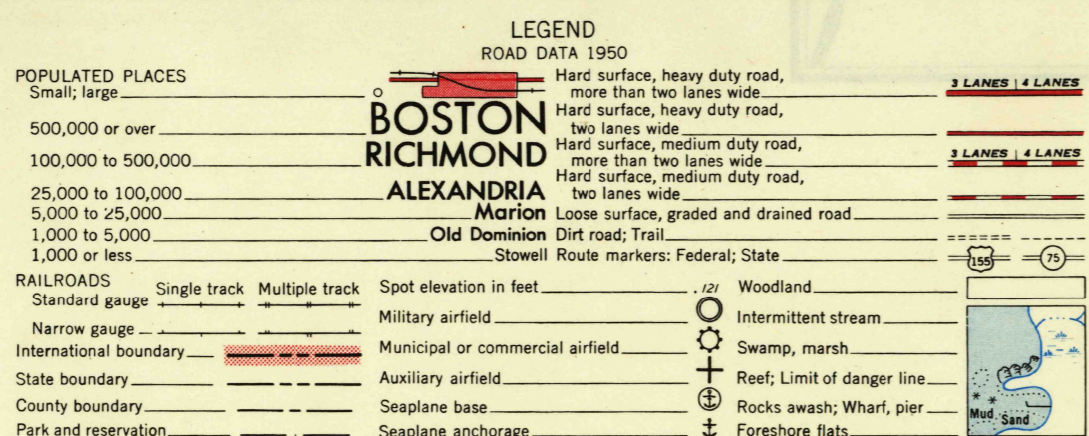 LEGEND
ROAD DATA 1950
POPULATED PLACES
Small; large
500,000 or over BOSTON
100,000 to 500,000 RICHMOND
25,000 to 100,000 ALEXANDRIA
5,000 to 25,000 Marion
1,000 to 5,000 Old Dominion
1,000 or less Stowell
Hard surface, heavy duty road,
more than two lanes wide 3 LANES | 4 LANES
Hard surface, heavy duty road,
two lanes wide
Hard surface, medium duty road,
more than two lanes wide 3 LANES | 4 LANES
Hard surface, medium duty road,
two lanes wide
Loose surface, graded and drained road
Dirt road; Trail
Route markers: Federal; State 155 75
RAILROADS Single track Multiple track
Standard gauge
Narrow gauge
International boundary
State boundary
County boundary
Park and reservation
Spot elevation in feet .121
Military airfield
Municipal or commercial airfield
Auxiliary airfield
Seaplane base
Seaplane anchorage
Woodland
Intermittent stream
Swamp, marsh
Reef; Limit of danger line
Rocks awash; Wharf, pier
Foreshore flats
Mud Sand